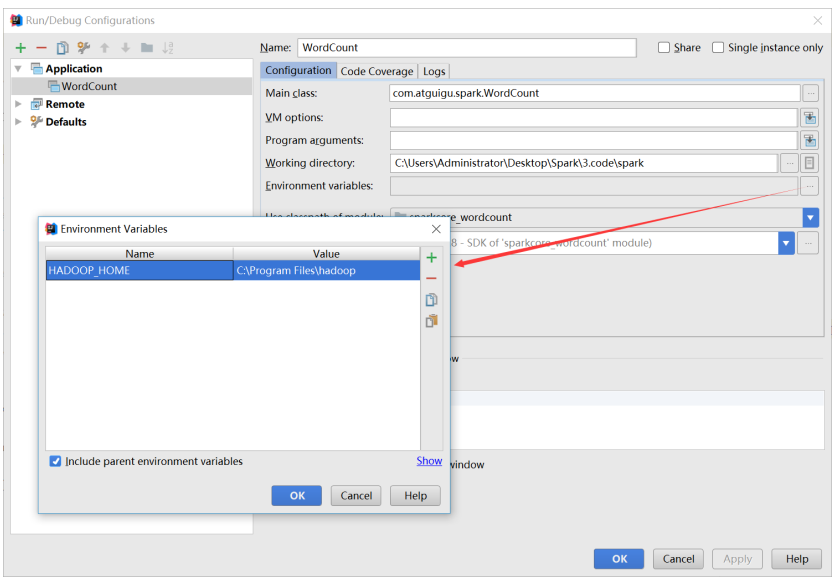 Run/Debug Configurations
Name: WordCount
Share
Single instance only
Application
WordCount
Remote
Defaults
Configuration
Code Coverage
Logs
Main class: com.atguigu.spark.WordCount
VM options:
Program arguments:
Working directory: C:\Users\Administrator\Desktop\Spark\3.code\spark
Environment variables:
Use classpath of module: sparkcore_wordcount
8 - SDK of 'sparkcore_wordcount' module)
Environment Variables
Name Value
HADOOP_HOME C:\Program Files\hadoop
Include parent environment variables
Show
OK Cancel Help
ow
window
OK Cancel Apply Help